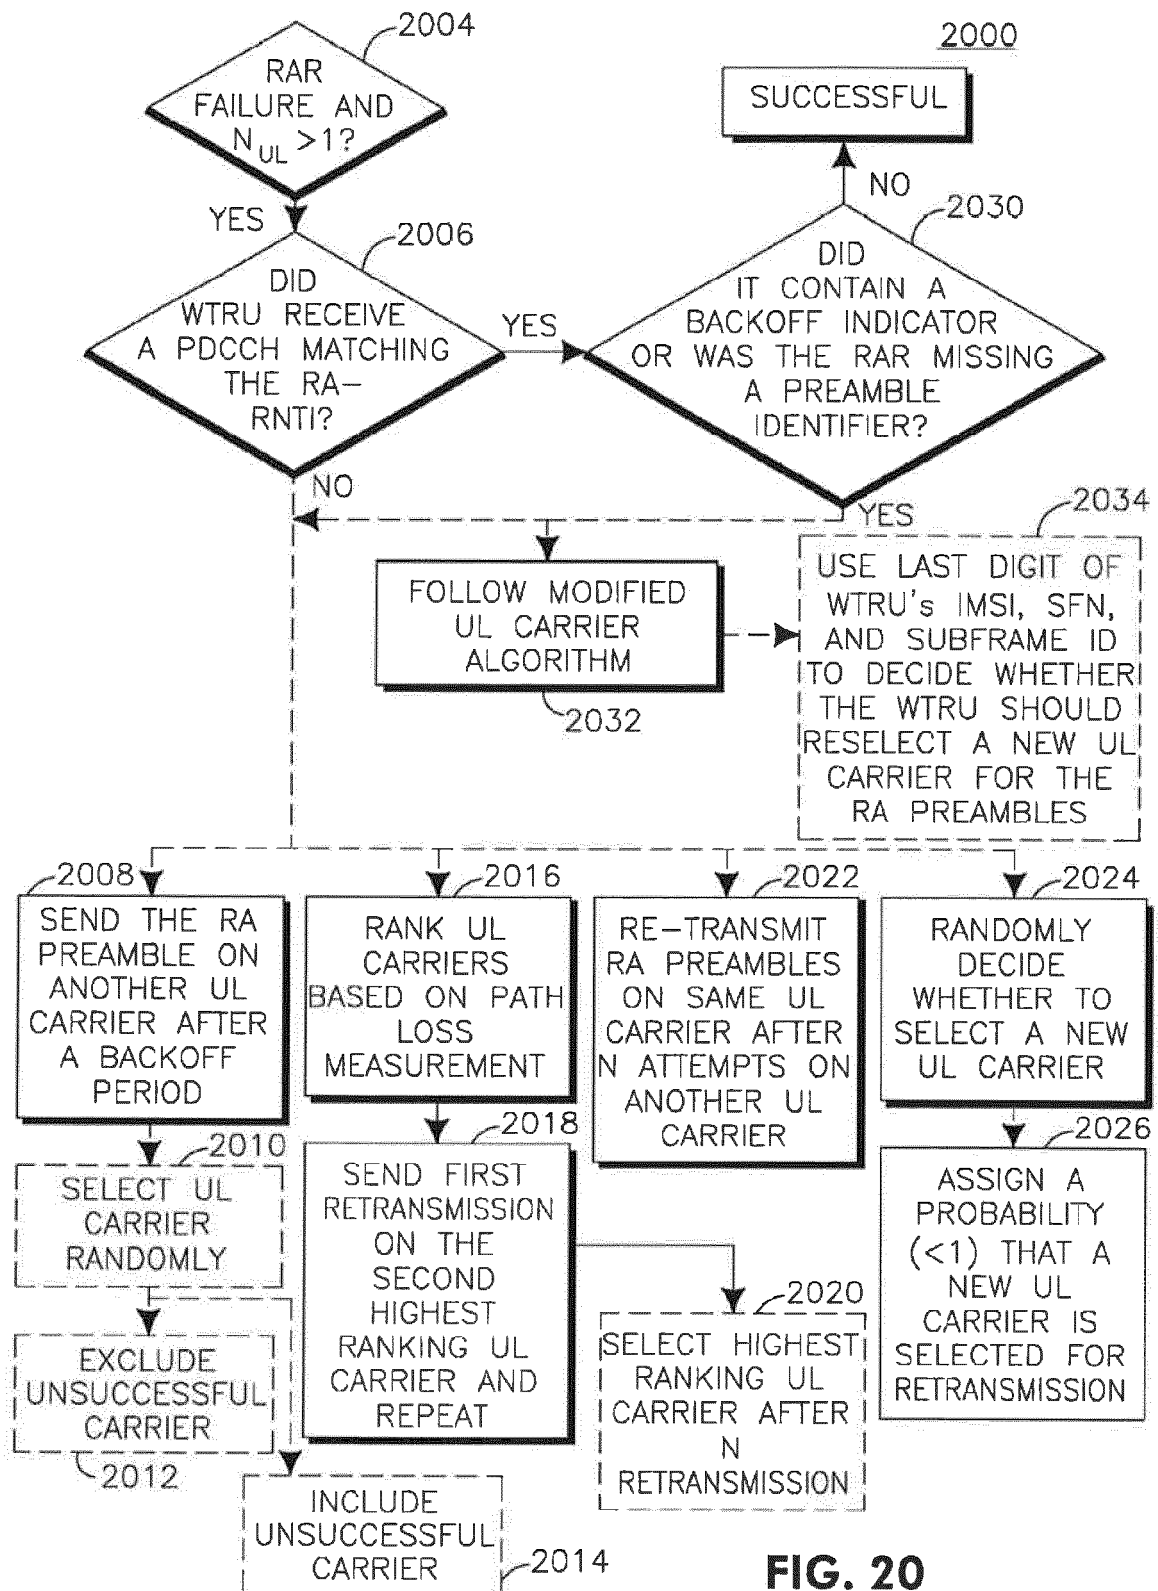 2004
RAR
FAILURE AND
N UL >1?
2000
SUCCESSFUL
NO
YES
2006
DID
WTRU RECEIVE
A PDCCH MATCHING
THE RA-
RNTI?
YES
2030
DID
IT CONTAIN A
BACKOFF INDICATOR
OR WAS THE RAR MISSING
A PREAMBLE
IDENTIFIER?
NO
YES
FOLLOW MODIFIED
UL CARRIER
ALGORITHM
2032
2034
USE LAST DIGIT OF
WTRU's IMSI, SFN,
AND SUBFRAME ID
TO DECIDE WHETHER
THE WTRU SHOULD
RESELECT A NEW UL
CARRIER FOR THE
RA PREAMBLES
2008
SEND THE RA
PREAMBLE ON
ANOTHER UL
CARRIER AFTER
A BACKOFF
PERIOD
2010
SELECT UL
CARRIER
RANDOMLY
EXCLUDE
UNSUCCESSFUL
CARRIER
2012
INCLUDE
UNSUCCESSFUL
CARRIER
2014
2016
RANK UL
CARRIERS
BASED ON PATH
LOSS
MEASUREMENT
2018
SEND FIRST
RETRANSMISSION
ON THE
SECOND
HIGHEST
RANKING UL
CARRIER AND
REPEAT
2020
SELECT HIGHEST
RANKING UL
CARRIER AFTER
N
RETRANSMISSION
2022
RE-TRANSMIT
RA PREAMBLES
ON SAME UL
CARRIER AFTER
N ATTEMPTS ON
ANOTHER UL
CARRIER
2024
RANDOMLY
DECIDE
WHETHER TO
SELECT A NEW
UL CARRIER
2026
ASSIGN A
PROBABILITY
(<1) THAT A
NEW UL
CARRIER IS
SELECTED FOR
RETRANSMISSION
FIG. 20